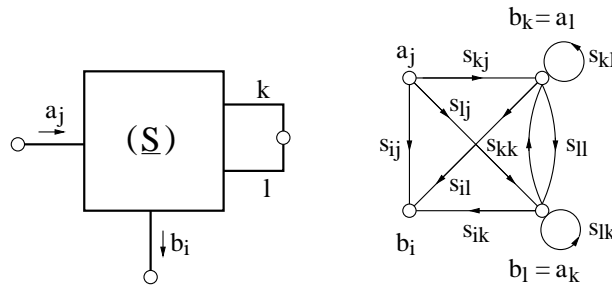 a_j
(S)
k
l
b_i
b_k = a_l
a_j
s_kj
s_kl
s_lj
s_ij
s_kk
s_ll
s_il
b_i
s_ik
s_lk
b_l = a_k